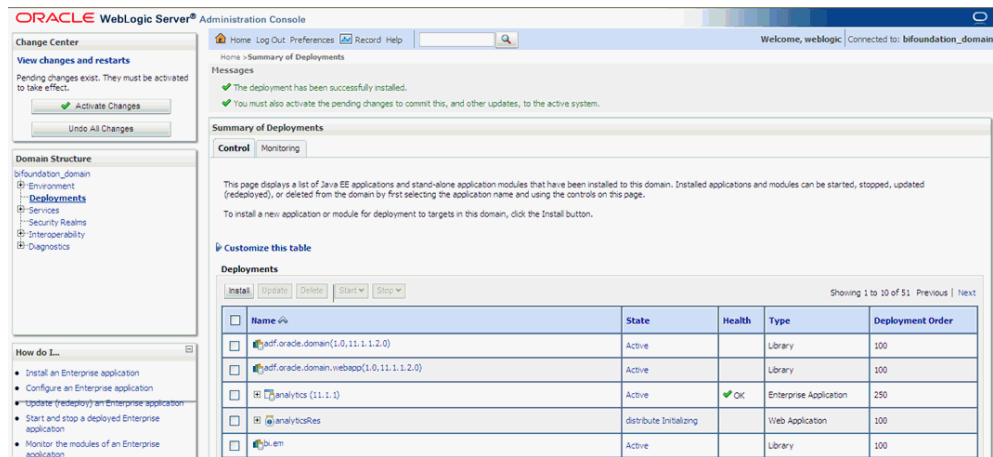 ORACLE WebLogic Server® Administration Console
Change Center
View changes and restarts
Pending changes exist. They must be activated
to take effect.
Activate Changes
Undo All Changes
Domain Structure
bifoundation_domain
Environment
Deployments
Services
Security Realms
Interoperability
Diagnostics
How do I...
Install an Enterprise application
Configure an Enterprise application
Update (redeploy) an Enterprise application
Start and stop a deployed Enterprise
application
Monitor the modules of an Enterprise
application
Home Log Out Preferences Record Help
Welcome, weblogic Connected to: bifoundation_domain
Home >Summary of Deployments
Messages
The deployment has been successfully installed.
You must also activate the pending changes to commit this, and other updates, to the active system.
Summary of Deployments
Control Monitoring
This page displays a list of Java EE applications and stand-alone application modules that have been installed to this domain. Installed applications and modules can be started, stopped, updated
(redeployed), or deleted from the domain by first selecting the application name and using the controls on this page.
To install a new application or module for deployment to targets in this domain, click the Install button.
Customize this table
Deployments
Install Update Delete Start Stop Showing 1 to 10 of 51 Previous | Next
Name State Health Type Deployment Order
adf.oracle.domain(1.0,11.1.1.2.0) Active Library 100
adf.oracle.domain.webapp(1.0,11.1.1.2.0) Active Library 100
analytics (11.1.1) Active OK Enterprise Application 250
analyticsRes distribute Initializing Web Application 100
bi.em Active Library 100